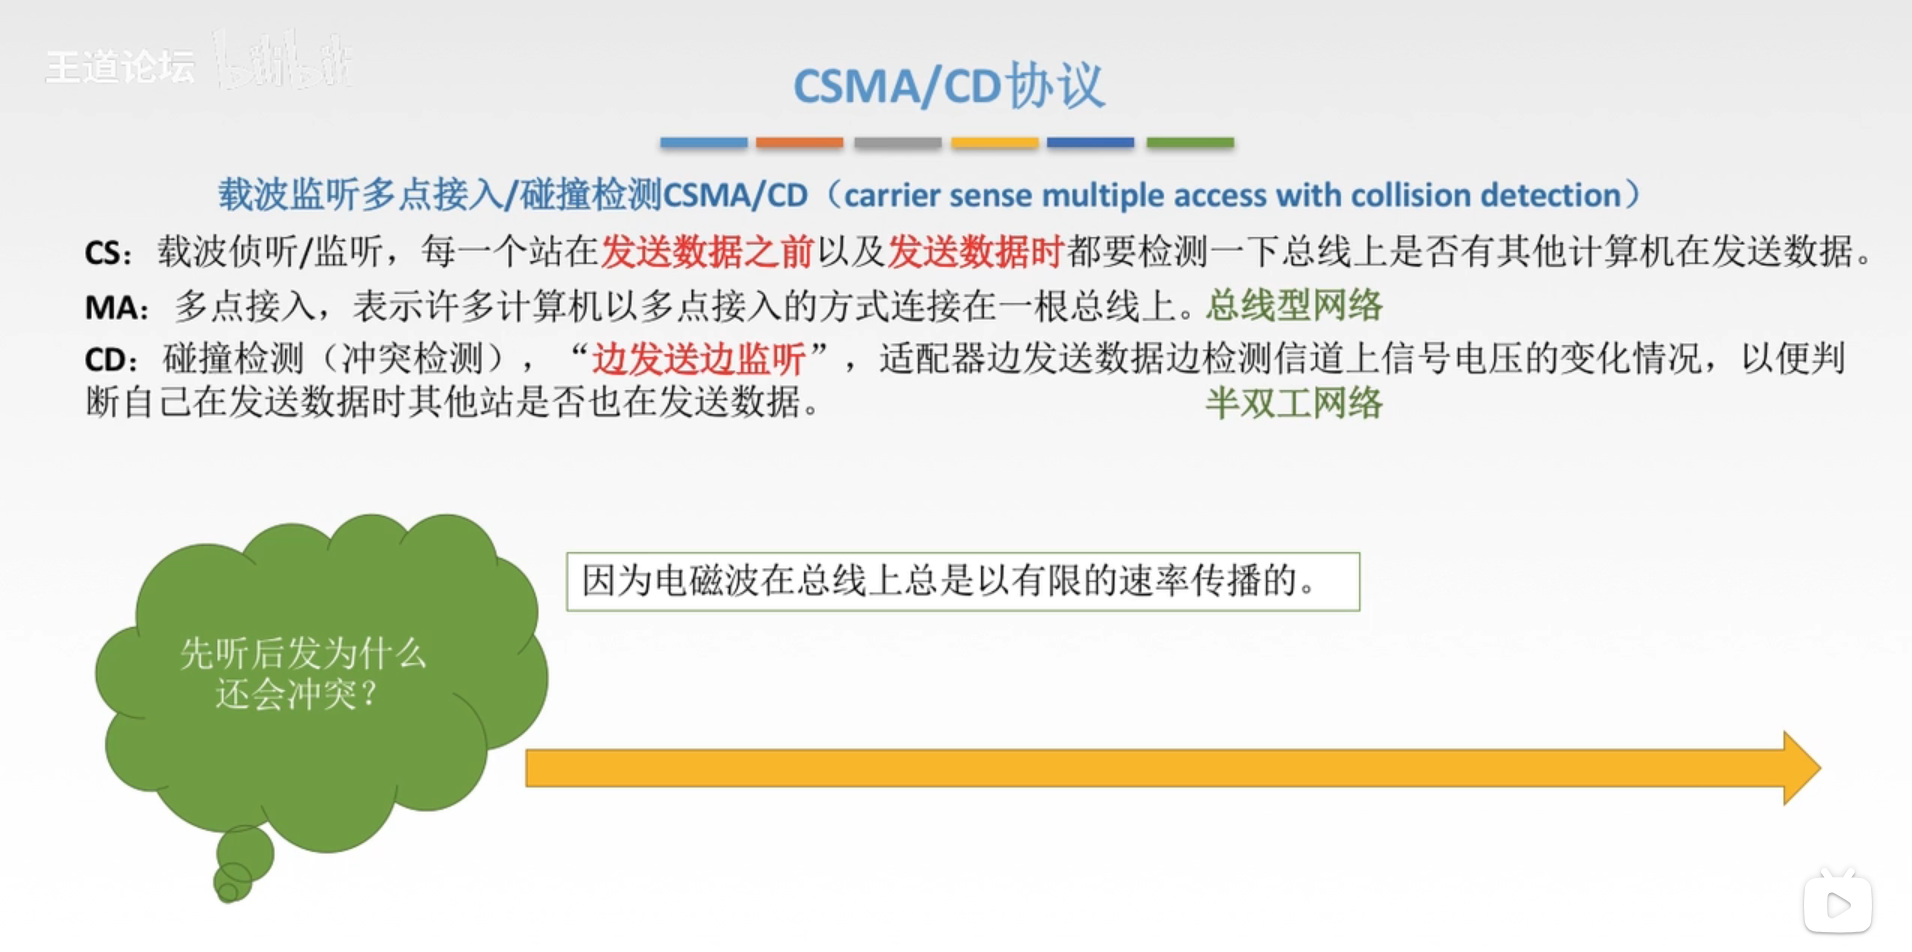 王道论坛 bilibili
CSMA/CD协议
载波监听多点接入/碰撞检测CSMA/CD（carrier sense multiple access with collision detection）
CS：载波侦听/监听，每一个站在发送数据之前以及发送数据时都要检测一下总线上是否有其他计算机在发送数据。
MA：多点接入，表示许多计算机以多点接入的方式连接在一根总线上。总线型网络
CD：碰撞检测（冲突检测），“边发送边监听”，适配器边发送数据边检测信道上信号电压的变化情况，以便判
断自己在发送数据时其他站是否也在发送数据。 半双工网络
因为电磁波在总线上总是以有限的速率传播的。
先听后发为什么
还会冲突？